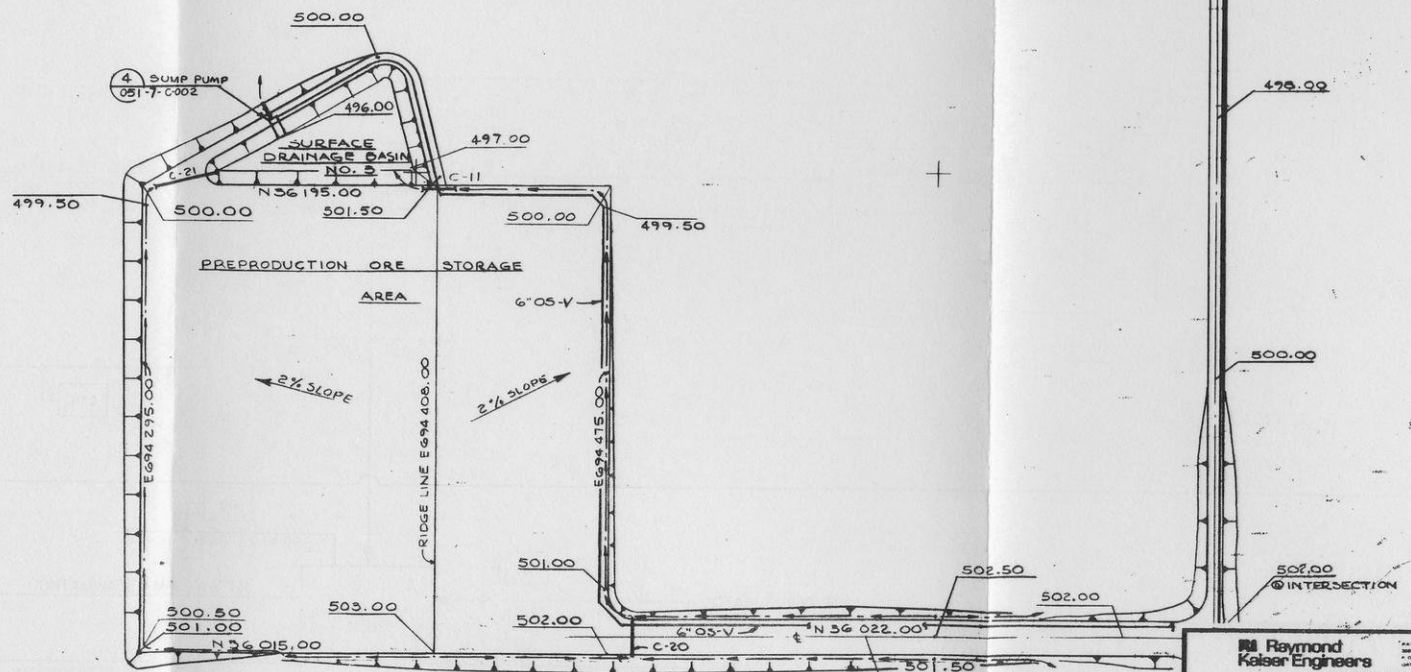 500.00
4 SUMP PUMP
051-7-C-002
496.00
498.00
SURFACE
DRAINAGE BASIN
NO. 3
497.00
C-21
C-11
N 36 195.00
499.50
500.00
501.50
500.00
499.50
PREPRODUCTION ORE STORAGE
AREA
6" OS-V
2% SLOPE
2% SLOPE
500.00
E694 295.00
RIDGE LINE E694 408.00
E694 475.00
501.00
502.50
502.00
@ INTERSECTION
500.50
501.00
503.00
502.00
502.00
6" OS-V
N 36 022.00
N 36 015.00
C-20
501.50
Raymond
Kaiser Engineers